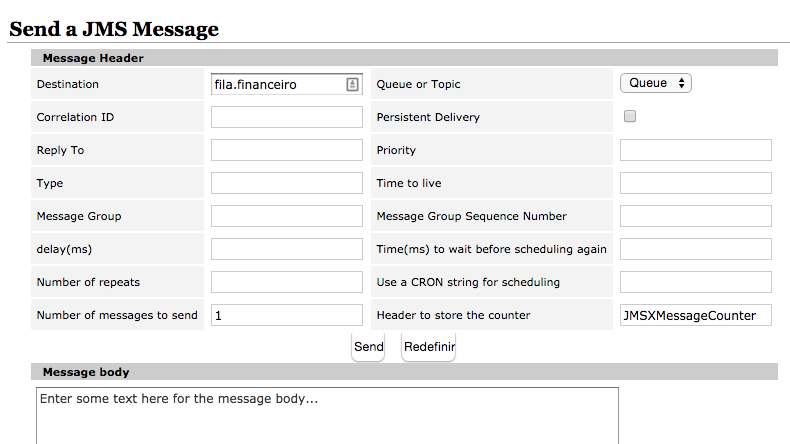 Send a JMS Message
Message Header
Destination fila.financeiro Queue or Topic Queue
Correlation ID Persistent Delivery
Reply To Priority
Type Time to live
Message Group Message Group Sequence Number
delay(ms) Time(ms) to wait before scheduling again
Number of repeats Use a CRON string for scheduling
Number of messages to send 1 Header to store the counter JMSXMessageCounter
Send Redefinir
Message body
Enter some text here for the message body...